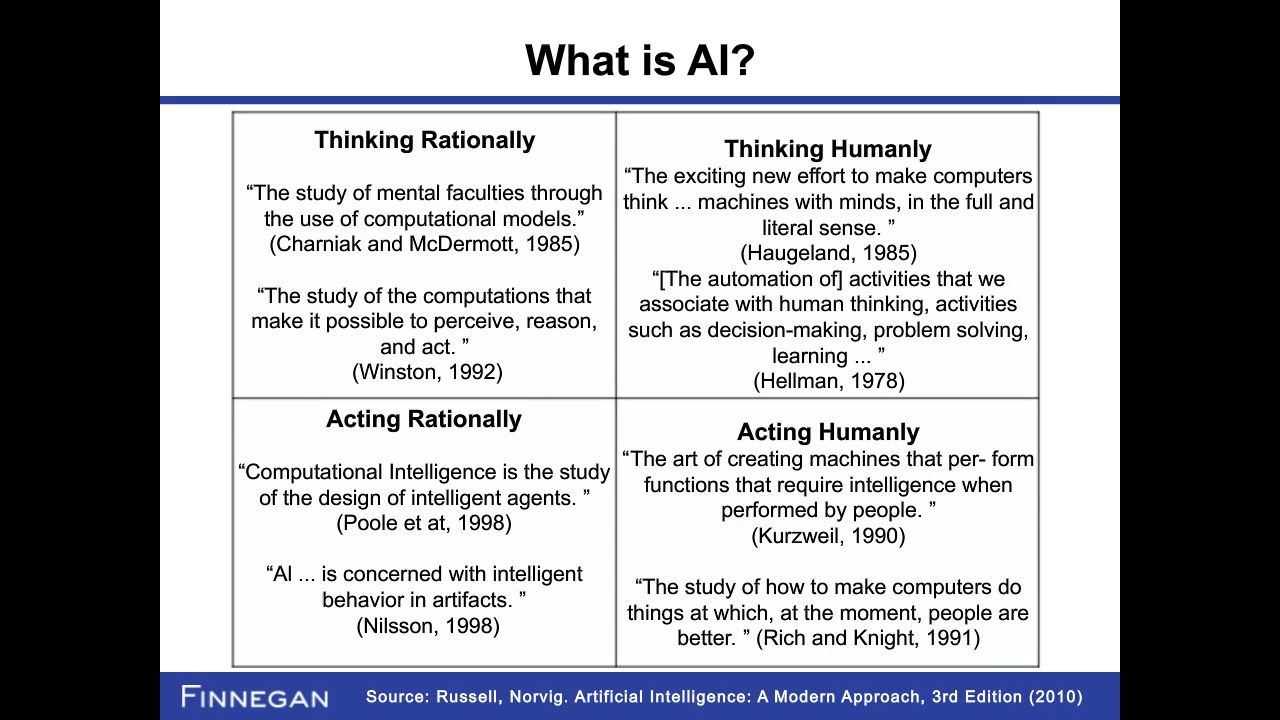 What is AI?
Thinking Rationally
“The study of mental faculties through
the use of computational models.”
(Charniak and McDermott, 1985)
“The study of the computations that
make it possible to perceive, reason,
and act. ”
(Winston, 1992)
Thinking Humanly
“The exciting new effort to make computers
think ... machines with minds, in the full and
literal sense. ”
(Haugeland, 1985)
“[The automation of] activities that we
associate with human thinking, activities
such as decision-making, problem solving,
learning ... ”
(Hellman, 1978)
Acting Rationally
“Computational Intelligence is the study
of the design of intelligent agents. ”
(Poole et at, 1998)
“AI ... is concerned with intelligent
behavior in artifacts. ”
(Nilsson, 1998)
Acting Humanly
“The art of creating machines that per- form
functions that require intelligence when
performed by people. ”
(Kurzweil, 1990)
“The study of how to make computers do
things at which, at the moment, people are
better. ” (Rich and Knight, 1991)
FINNEGAN
Source: Russell, Norvig. Artificial Intelligence: A Modern Approach, 3rd Edition (2010)